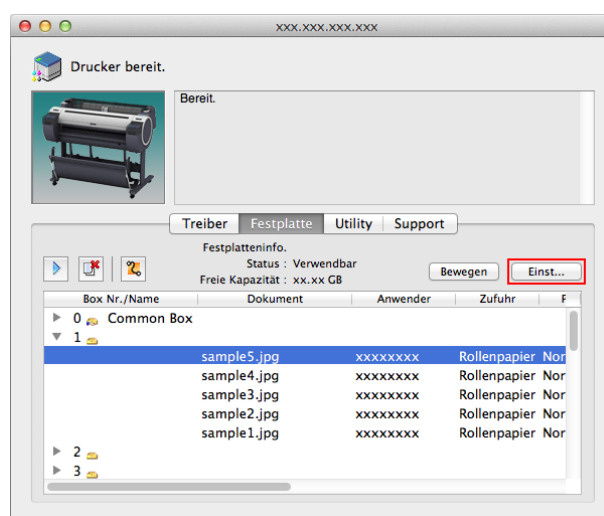 xxx.xxx.xxx.xxx
Drucker bereit.
Bereit.
Treiber Festplatte Utility Support
Festplatteninfo.
Status : Verwendbar
Freie Kapazität : xx.xx GB
Bewegen Einst...
Box Nr./Name Dokument Anwender Zufuhr F
0 Common Box
1
sample5.jpg xxxxxxxx Rollenpapier Nor
sample4.jpg xxxxxxxx Rollenpapier Nor
sample3.jpg xxxxxxxx Rollenpapier Nor
sample2.jpg xxxxxxxx Rollenpapier Nor
sample1.jpg xxxxxxxx Rollenpapier Nor
2
3